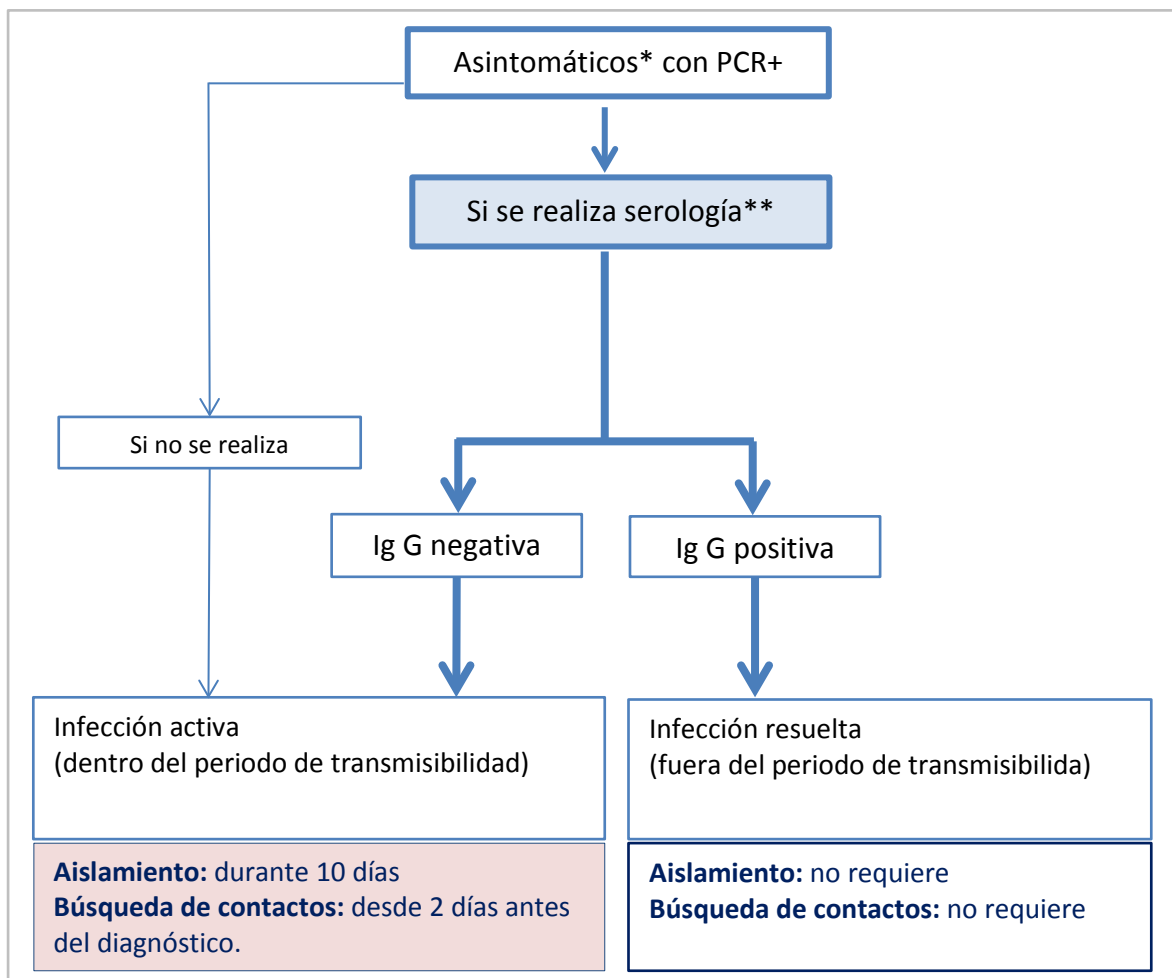 Asintomáticos* con PCR+
Si se realiza serología**
Si no se realiza
Ig G negativa
Ig G positiva
Infección activa
(dentro del periodo de transmisibilidad)
Aislamiento: durante 10 días
Búsqueda de contactos: desde 2 días antes
del diagnóstico.
Infección resuelta
(fuera del periodo de transmisibilida)
Aislamiento: no requiere
Búsqueda de contactos: no requiere